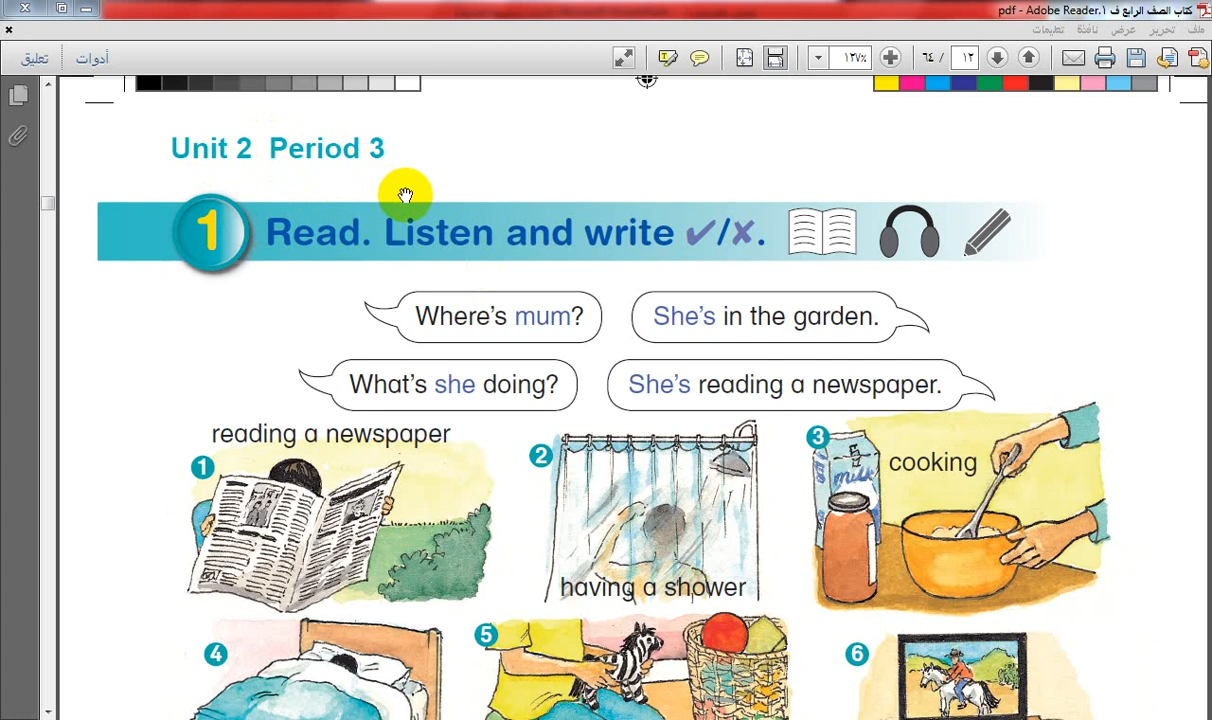 كتاب الصف الرابع ف ١.pdf - Adobe Reader
ملف تحرير عرض نافذة تعليمات
١٢ / ٦٤ ١٢٧٪ أدوات تعليق
Unit 2 Period 3
1 Read. Listen and write ✔/✘.
Where's mum? She's in the garden.
What's she doing? She's reading a newspaper.
reading a newspaper
1 2 3
cooking
milk
having a shower
4 5 6